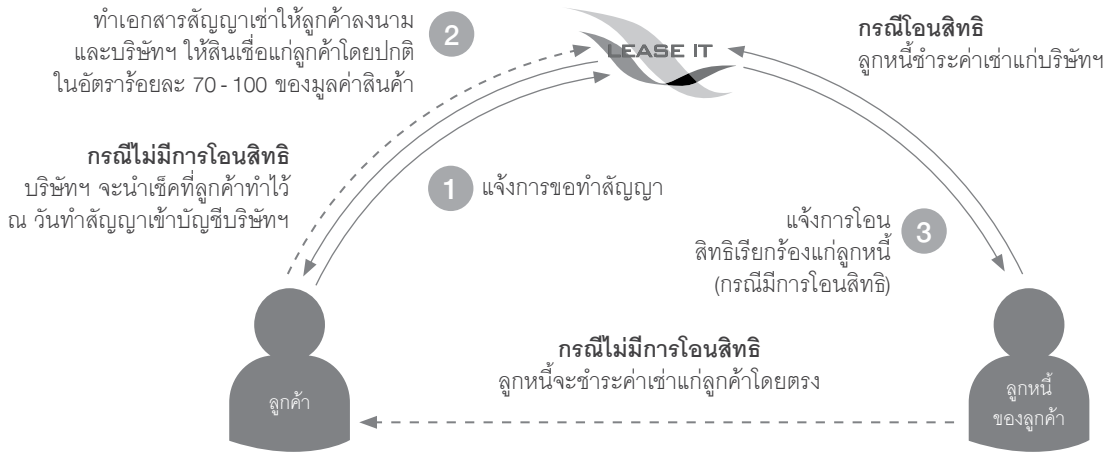 ทำเอกสารสัญญาเช่าให้ลูกค้าลงนาม
และบริษัทฯ ให้สินเชื่อแก่ลูกค้าโดยปกติ
ในอัตราร้อยละ 70 - 100 ของมูลค่าสินค้า
2
LEASE IT
กรณีโอนสิทธิ
ลูกหนี้ชำระค่าเช่าแก่บริษัทฯ
กรณีไม่มีการโอนสิทธิ
บริษัทฯ จะนำเช็คที่ลูกค้าทำไว้
ณ วันทำสัญญาเข้าบัญชีบริษัทฯ
1 แจ้งการขอทำสัญญา
แจ้งการโอน
สิทธิเรียกร้องแก่ลูกหนี้
(กรณีมีการโอนสิทธิ)
3
กรณีไม่มีการโอนสิทธิ
ลูกหนี้จะชำระค่าเช่าแก่ลูกค้าโดยตรง
ลูกค้า
ลูกหนี้
ของลูกค้า